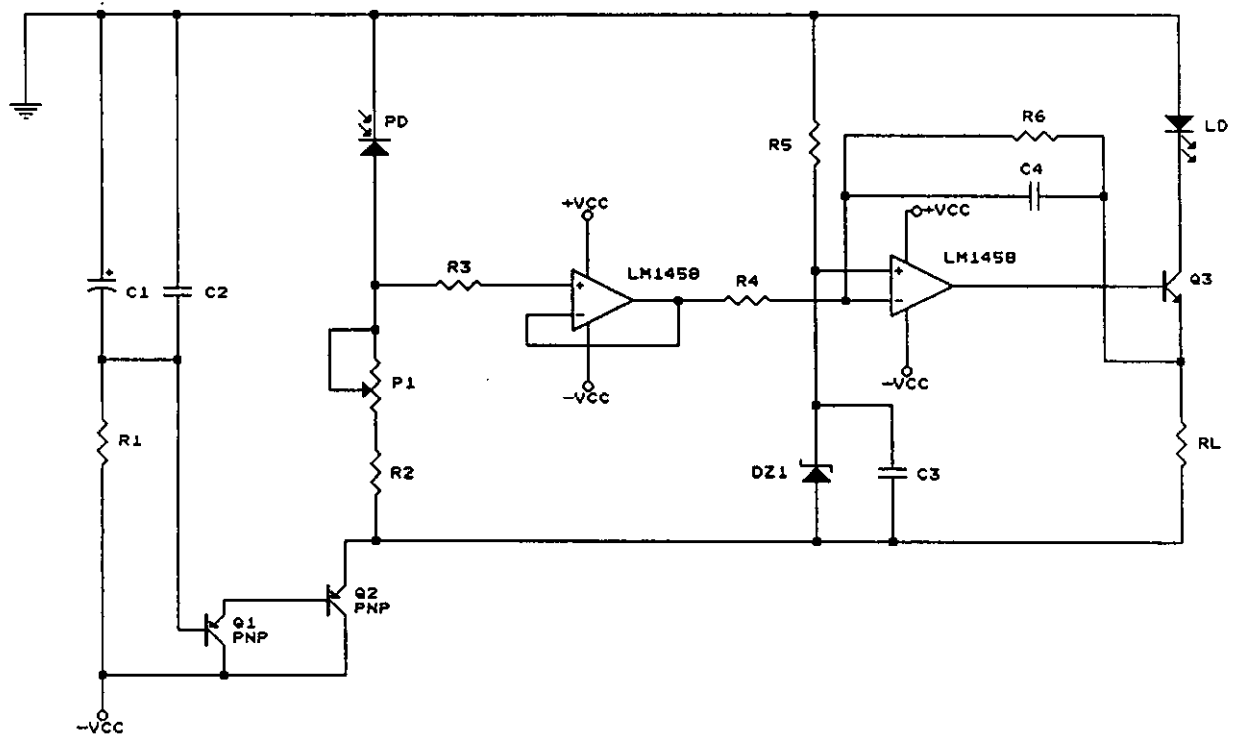 PD
R5
R6
LD
C4
+VCC
+VCC
R3
LM1458
R4
LM1458
C1
C2
Q3
P1
-VCC
-VCC
R1
R2
DZ1
C3
RL
Q2
PNP
Q1
PNP
-VCC